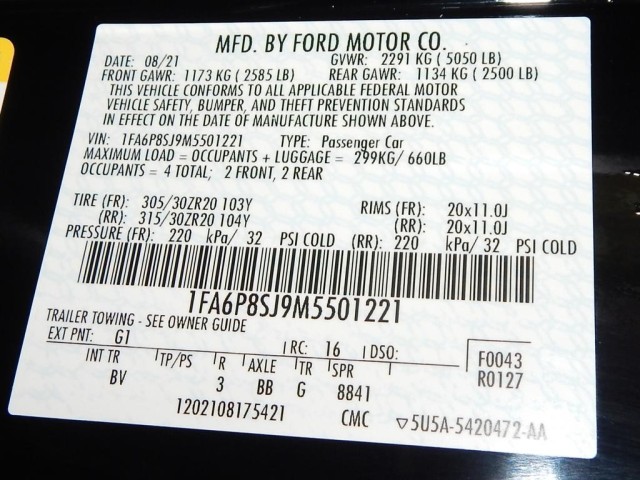 MFD. BY FORD MOTOR CO.
DATE: 08/21 GVWR: 2291 KG ( 5050 LB)
FRONT GAWR: 1173 KG ( 2585 LB) REAR GAWR: 1134 KG ( 2500 LB)
THIS VEHICLE CONFORMS TO ALL APPLICABLE FEDERAL MOTOR
VEHICLE SAFETY, BUMPER, AND THEFT PREVENTION STANDARDS
IN EFFECT ON THE DATE OF MANUFACTURE SHOWN ABOVE.
VIN: 1FA6P8SJ9M5501221 TYPE: Passenger Car
MAXIMUM LOAD = OCCUPANTS + LUGGAGE = 299KG/ 660LB
OCCUPANTS = 4 TOTAL; 2 FRONT, 2 REAR
TIRE (FR): 305/30ZR20 103Y RIMS (FR): 20x11.0J
(RR): 315/30ZR20 104Y (RR): 20x11.0J
PRESSURE (FR): 220 kPa/ 32 PSI COLD (RR): 220 kPa/ 32 PSI COLD
1FA6P8SJ9M5501221
TRAILER TOWING - SEE OWNER GUIDE
EXT PNT: G1 RC: 16 DSO: F0043
INT TR TP/PS R AXLE TR SPR R0127
BV 3 BB G 8841
1202108175421 CMC ▽5U5A-5420472-AA